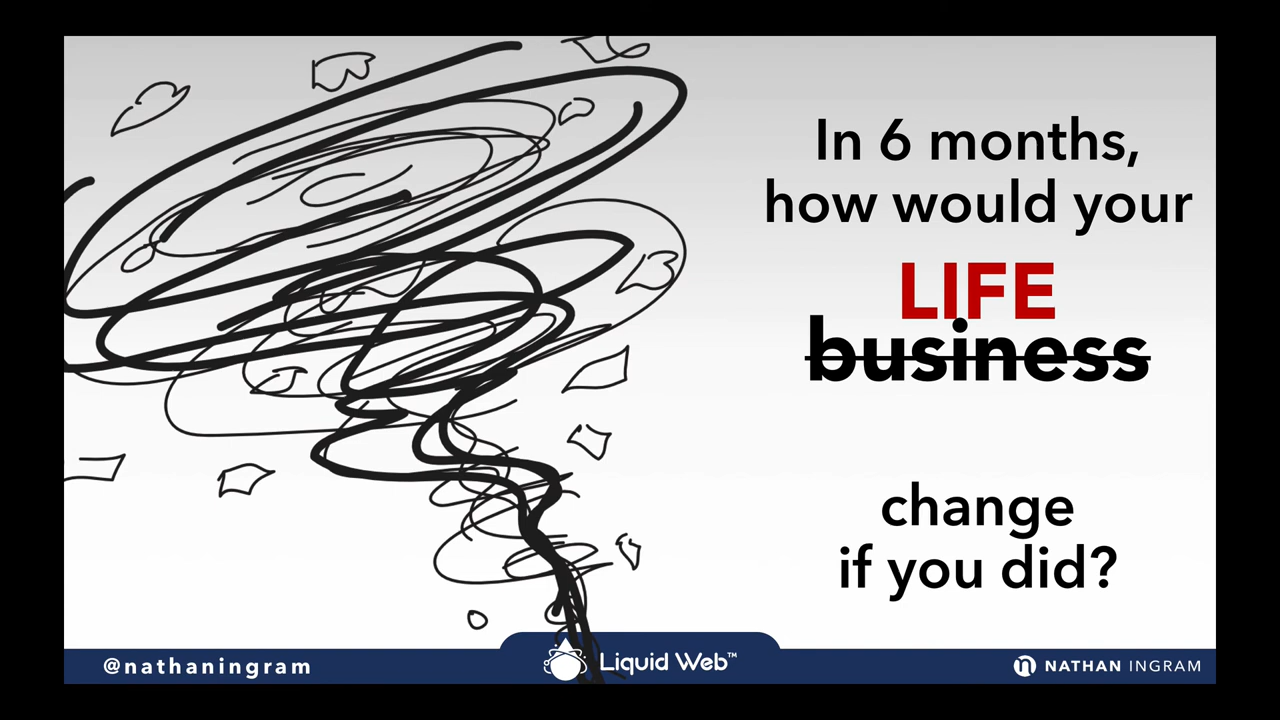 In 6 months,
how would your
LIFE
business
change
if you did?
@nathaningram
Liquid Web™
NATHAN INGRAM